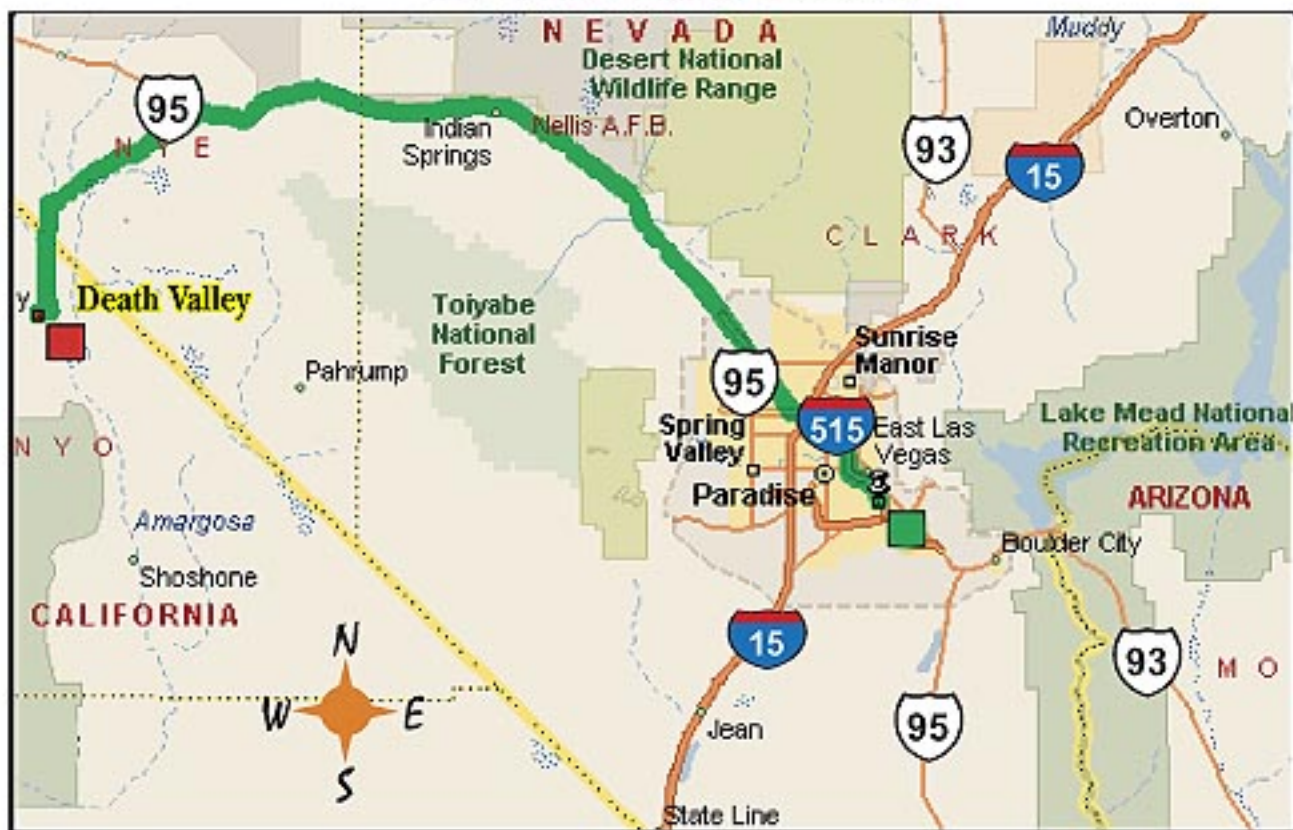 NEVADA
Desert National
Wildlife Range
Muddy
95
NYE
Indian
Springs
Nellis A.F.B.
93
15
Overton
CLARK
y
Death Valley
Toiyabe
National
Forest
Pahrump
Sunrise
Manor
95
515
Spring
Valley
East Las
Vegas
Paradise
Lake Mead National
Recreation Area
ARIZONA
NYO
Amargosa
Shoshone
Boulder City
CALIFORNIA
15
93
MO
N
W E
S
Jean
95
State Line